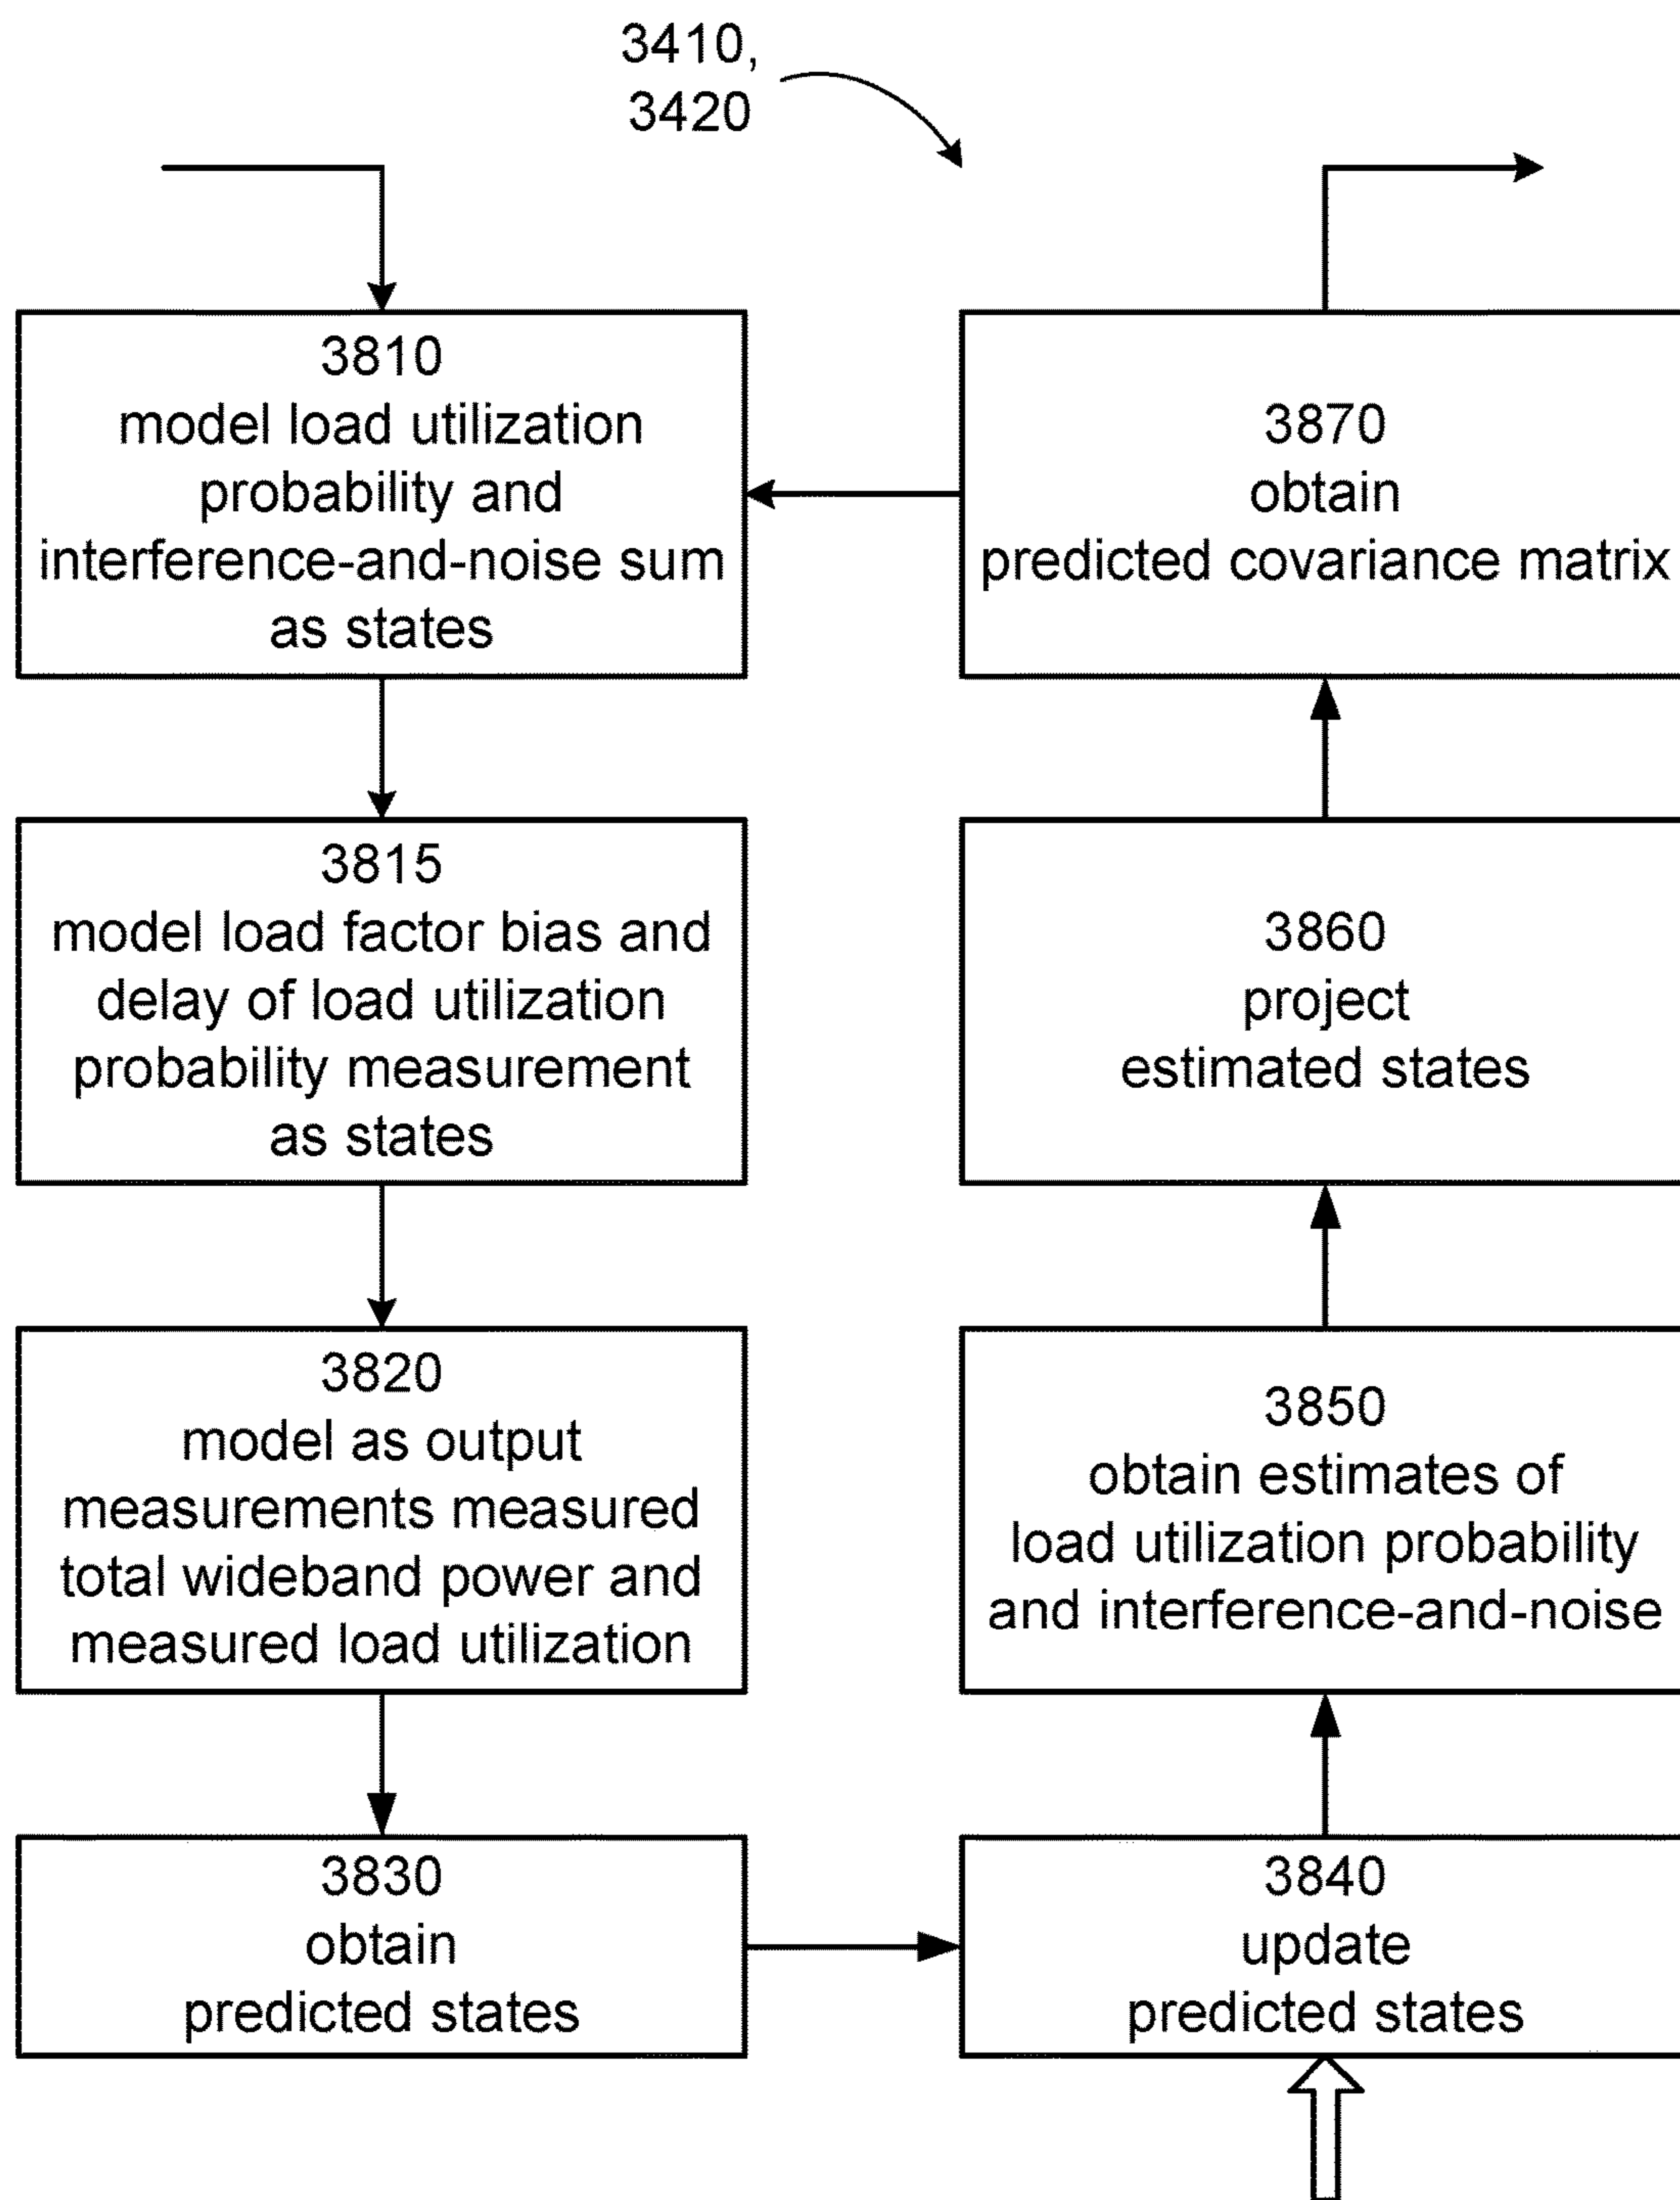 3410,
3420
3810
model load utilization
probability and
interference-and-noise sum
as states
3815
model load factor bias and
delay of load utilization
probability measurement
as states
3820
model as output
measurements measured
total wideband power and
measured load utilization
3830
obtain
predicted states
3840
update
predicted states
3850
obtain estimates of
load utilization probability
and interference-and-noise
3860
project
estimated states
3870
obtain
predicted covariance matrix